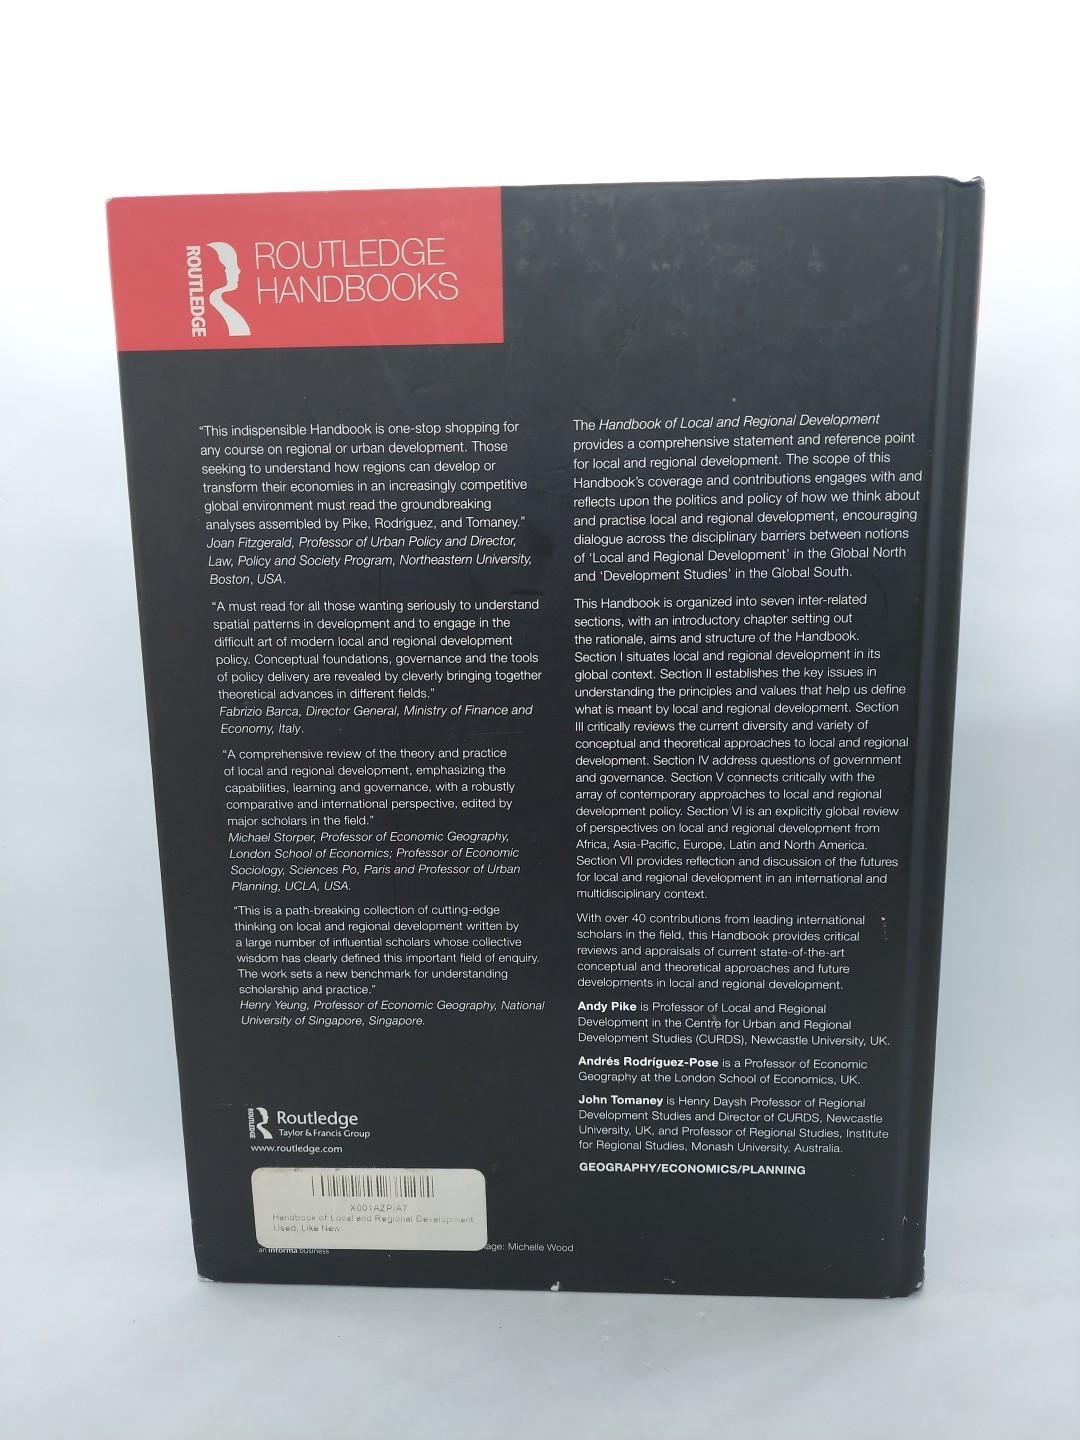 ROUTLEDGE
ROUTLEDGE
HANDBOOKS
“This indispensible Handbook is one-stop shopping for
any course on regional or urban development. Those
seeking to understand how regions can develop or
transform their economies in an increasingly competitive
global environment must read the groundbreaking
analyses assembled by Pike, Rodríguez, and Tomaney.”
Joan Fitzgerald, Professor of Urban Policy and Director,
Law, Policy and Society Program, Northeastern University,
Boston, USA.
“A must read for all those wanting seriously to understand
spatial patterns in development and to engage in the
difficult art of modern local and regional development
policy. Conceptual foundations, governance and the tools
of policy delivery are revealed by cleverly bringing together
theoretical advances in different fields.”
Fabrizio Barca, Director General, Ministry of Finance and
Economy, Italy.
“A comprehensive review of the theory and practice
of local and regional development, emphasizing the
capabilities, learning and governance, with a robustly
comparative and international perspective, edited by
major scholars in the field.”
Michael Storper, Professor of Economic Geography,
London School of Economics; Professor of Economic
Sociology, Sciences Po, Paris and Professor of Urban
Planning, UCLA, USA.
“This is a path-breaking collection of cutting-edge
thinking on local and regional development written by
a large number of influential scholars whose collective
wisdom has clearly defined this important field of enquiry.
The work sets a new benchmark for understanding
scholarship and practice.”
Henry Yeung, Professor of Economic Geography, National
University of Singapore, Singapore.
The Handbook of Local and Regional Development
provides a comprehensive statement and reference point
for local and regional development. The scope of this
Handbook’s coverage and contributions engages with and
reflects upon the politics and policy of how we think about
and practise local and regional development, encouraging
dialogue across the disciplinary barriers between notions
of ‘Local and Regional Development’ in the Global North
and ‘Development Studies’ in the Global South.
This Handbook is organized into seven inter-related
sections, with an introductory chapter setting out
the rationale, aims and structure of the Handbook.
Section I situates local and regional development in its
global context. Section II establishes the key issues in
understanding the principles and values that help us define
what is meant by local and regional development. Section
III critically reviews the current diversity and variety of
conceptual and theoretical approaches to local and regional
development. Section IV address questions of government
and governance. Section V connects critically with the
array of contemporary approaches to local and regional
development policy. Section VI is an explicitly global review
of perspectives on local and regional development from
Africa, Asia-Pacific, Europe, Latin and North America.
Section VII provides reflection and discussion of the futures
for local and regional development in an international and
multidisciplinary context.
With over 40 contributions from leading international
scholars in the field, this Handbook provides critical
reviews and appraisals of current state-of-the-art
conceptual and theoretical approaches and future
developments in local and regional development.
Andy Pike is Professor of Local and Regional
Development in the Centre for Urban and Regional
Development Studies (CURDS), Newcastle University, UK.
Andrés Rodríguez-Pose is a Professor of Economic
Geography at the London School of Economics, UK.
John Tomaney is Henry Daysh Professor of Regional
Development Studies and Director of CURDS, Newcastle
University, UK, and Professor of Regional Studies, Institute
for Regional Studies, Monash University, Australia.
GEOGRAPHY/ECONOMICS/PLANNING
ROUTLEDGE
Routledge
Taylor & Francis Group
www.routledge.com
X001AZPIA7
Handbook of Local and Regional Development
Used, Like New
an informa business
age: Michelle Wood